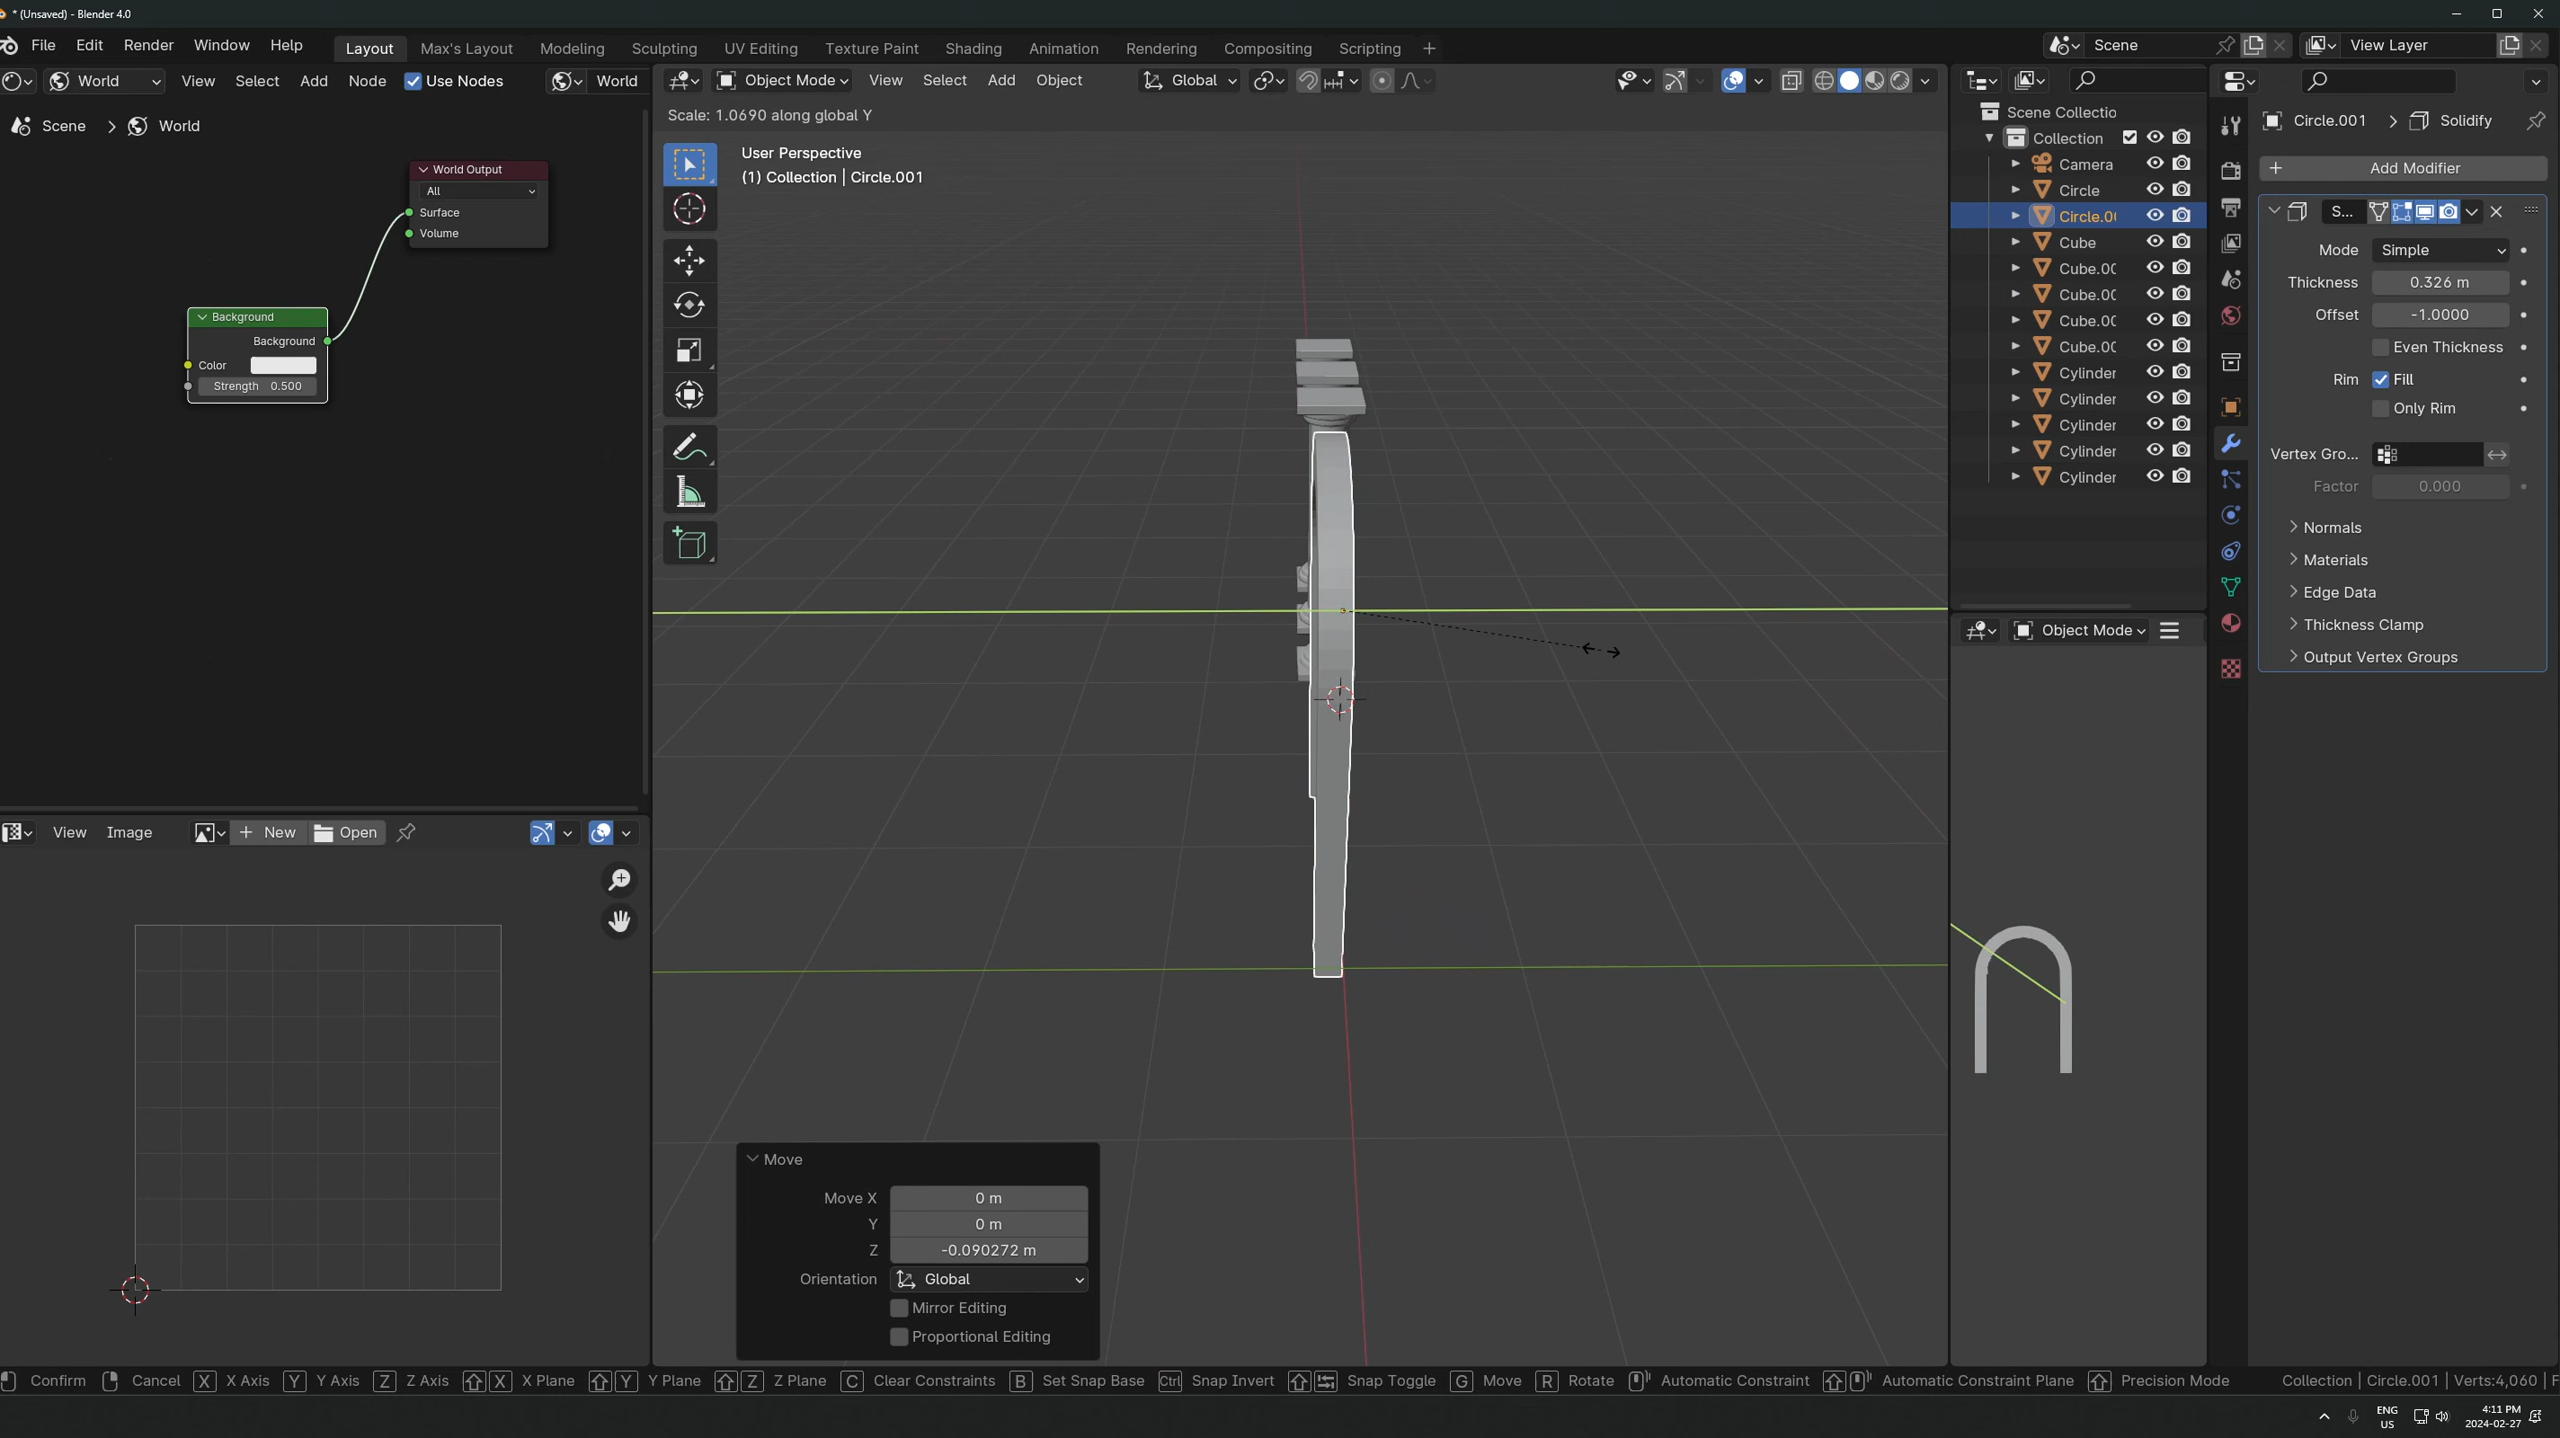 * (Unsaved) - Blender 4.0
File Edit Render Window Help Layout Max's Layout Modeling Sculpting UV Editing Texture Paint Shading Animation Rendering Compositing Scripting + Scene View Layer
World View Select Add Node Use Nodes World
Object Mode View Select Add Object Global
Scene > World
Scale: 1.0690 along global Y
User Perspective
(1) Collection | Circle.001
World Output
All
Surface
Volume
Background
Background
Color
Strength 0.500
View Image + New Open
Move
Move X 0 m
Y 0 m
Z -0.090272 m
Orientation Global
Mirror Editing
Proportional Editing
Scene Collectio
Collection
Camera
Circle
Circle.00
Cube
Cube.00
Cube.00
Cube.00
Cube.00
Cylinder
Cylinder
Cylinder
Cylinder
Cylinder
Object Mode
Circle.001 > Solidify
+ Add Modifier
S...
Mode Simple
Thickness 0.326 m
Offset -1.0000
Even Thickness
Rim Fill
Only Rim
Vertex Gro...
Factor 0.000
Normals
Materials
Edge Data
Thickness Clamp
Output Vertex Groups
Confirm Cancel X X Axis Y Y Axis Z Z Axis X X Plane Y Y Plane Z Z Plane C Clear Constraints B Set Snap Base Ctrl Snap Invert Snap Toggle G Move R Rotate Automatic Constraint Automatic Constraint Plane Precision Mode Collection | Circle.001 | Verts:4,060 | F
ENG
US
4:11 PM
2024-02-27